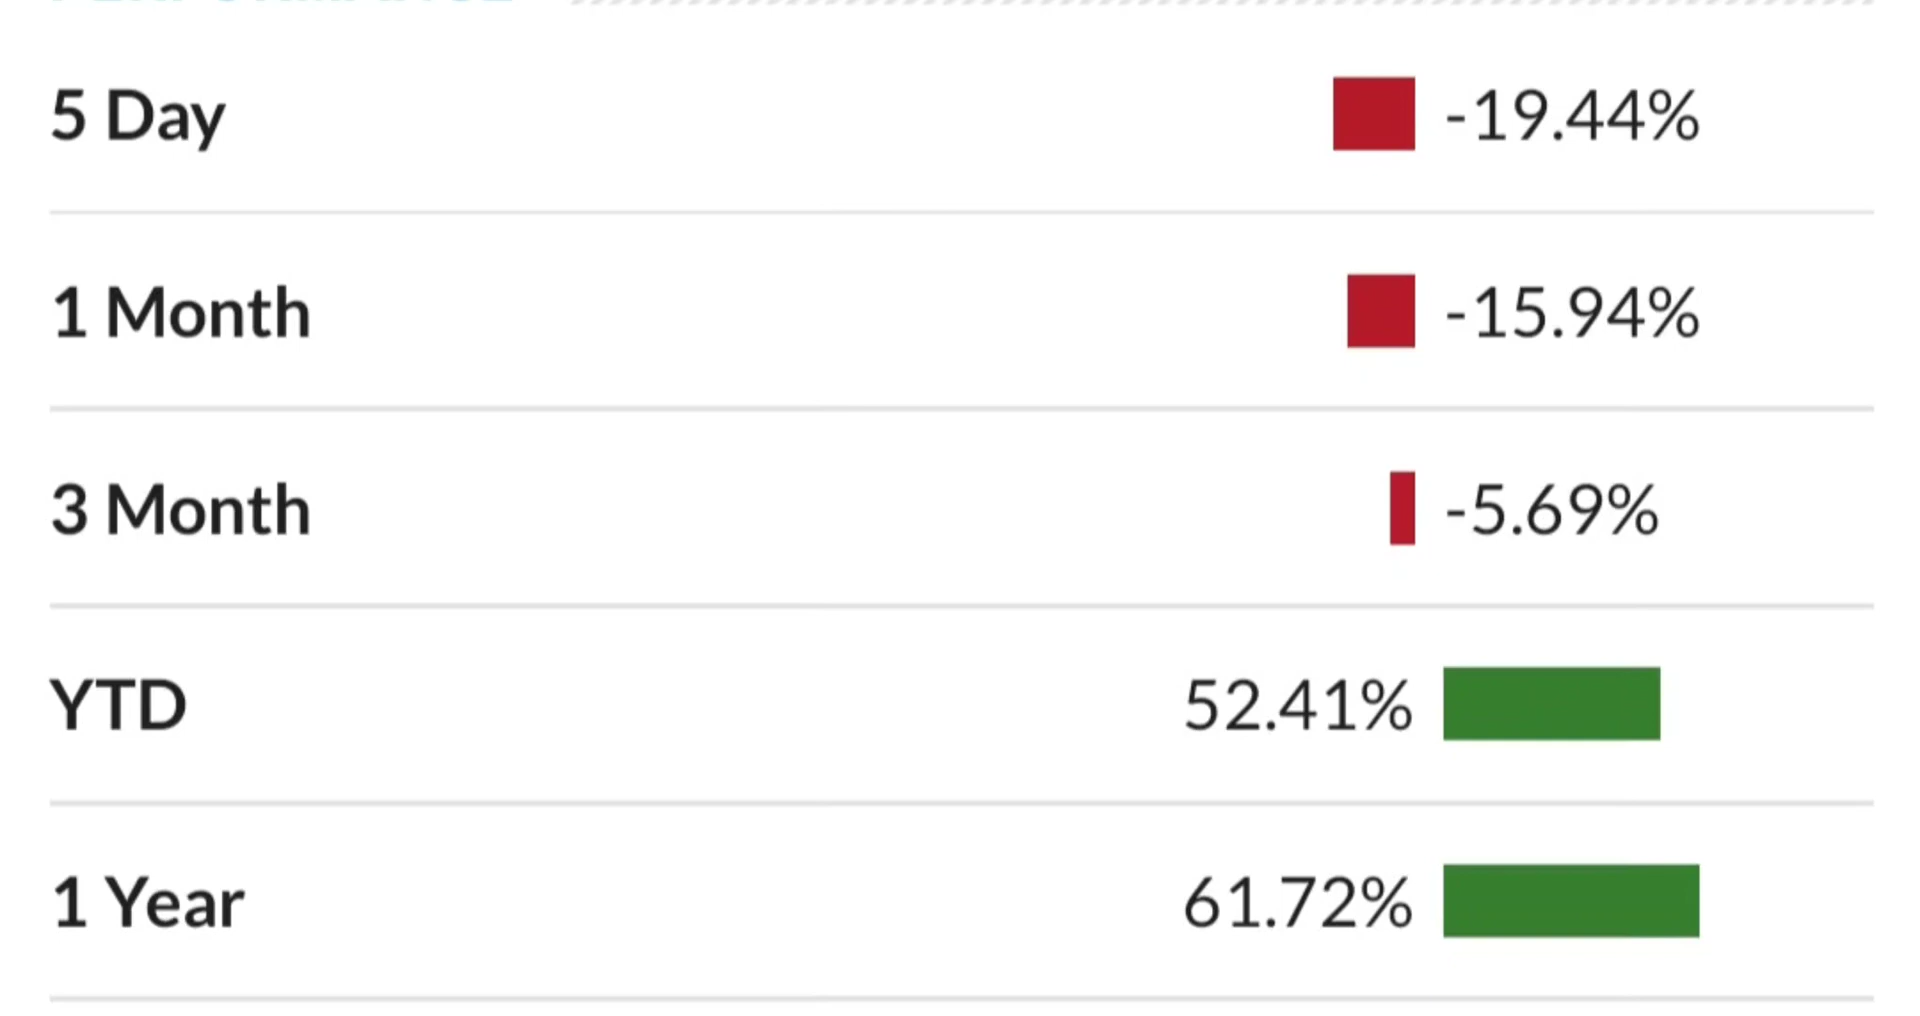 5 Day -19.44%
1 Month -15.94%
3 Month -5.69%
YTD 52.41%
1 Year 61.72%